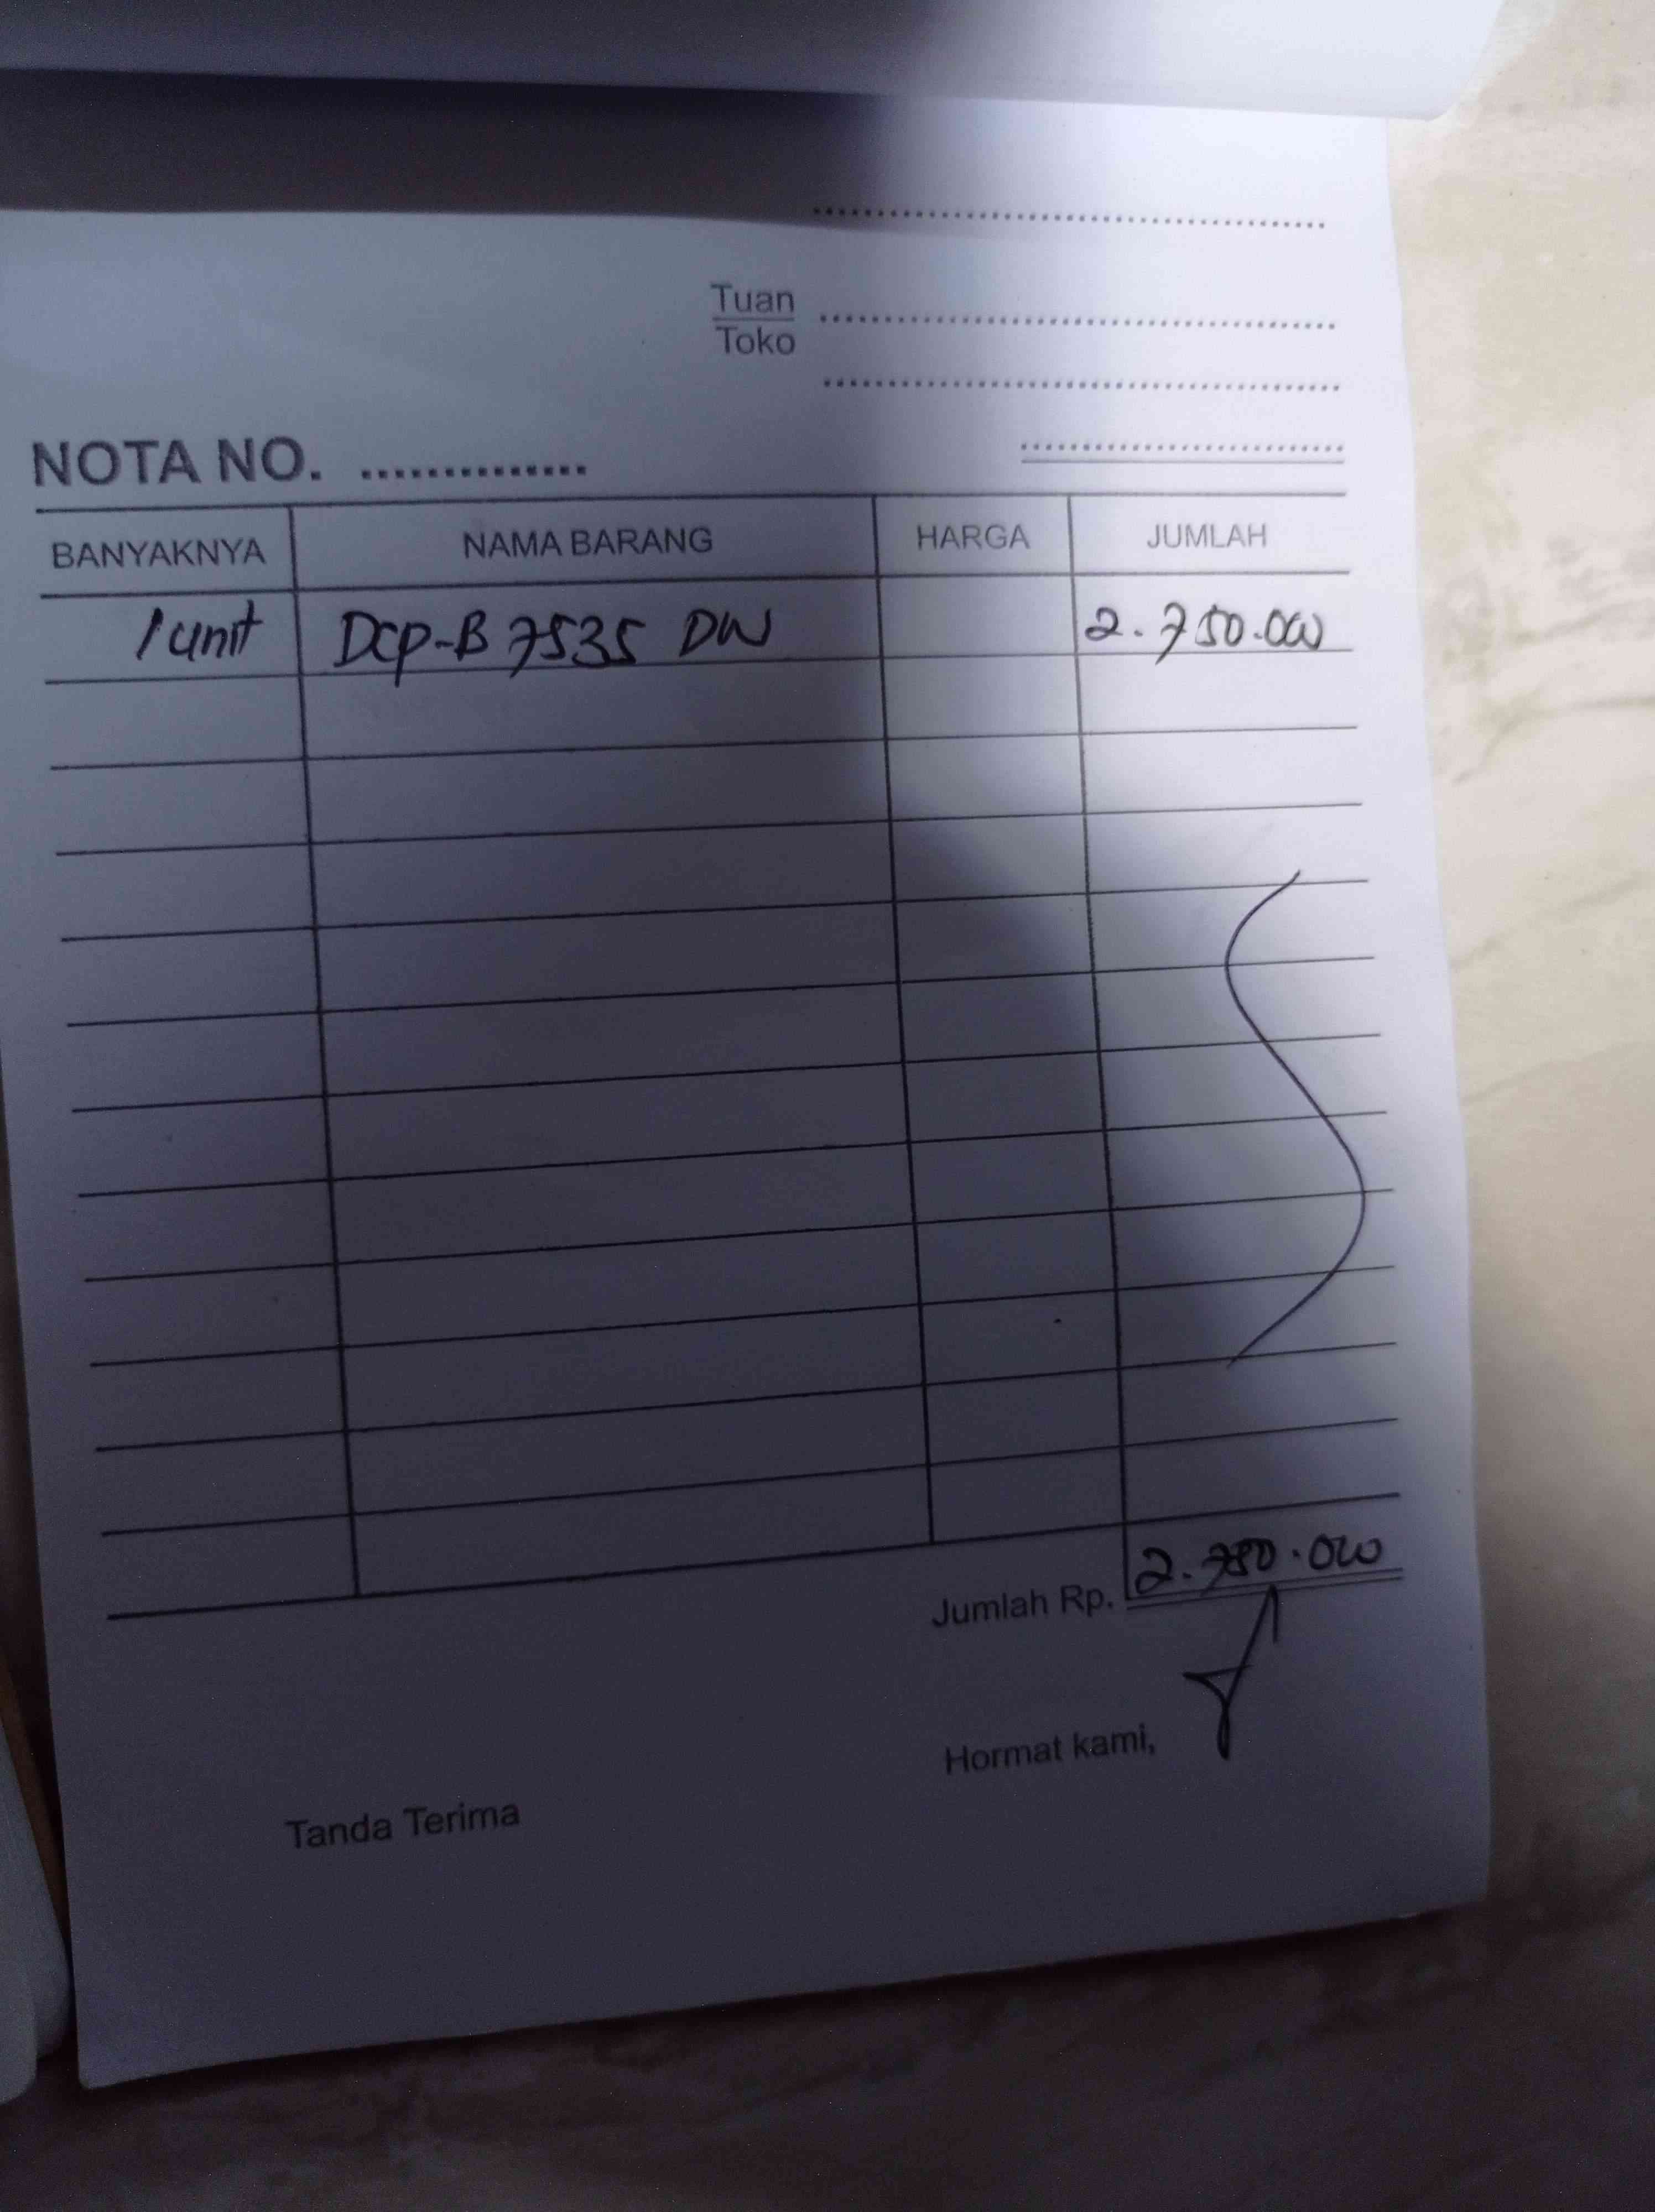 Tuan
Toko
NOTA NO. ..............
BANYAKNYA NAMA BARANG HARGA JUMLAH
1 unit DCP-B 7535 DW 2.750.000
Jumlah Rp. 2.750.000
Hormat kami,
Tanda Terima